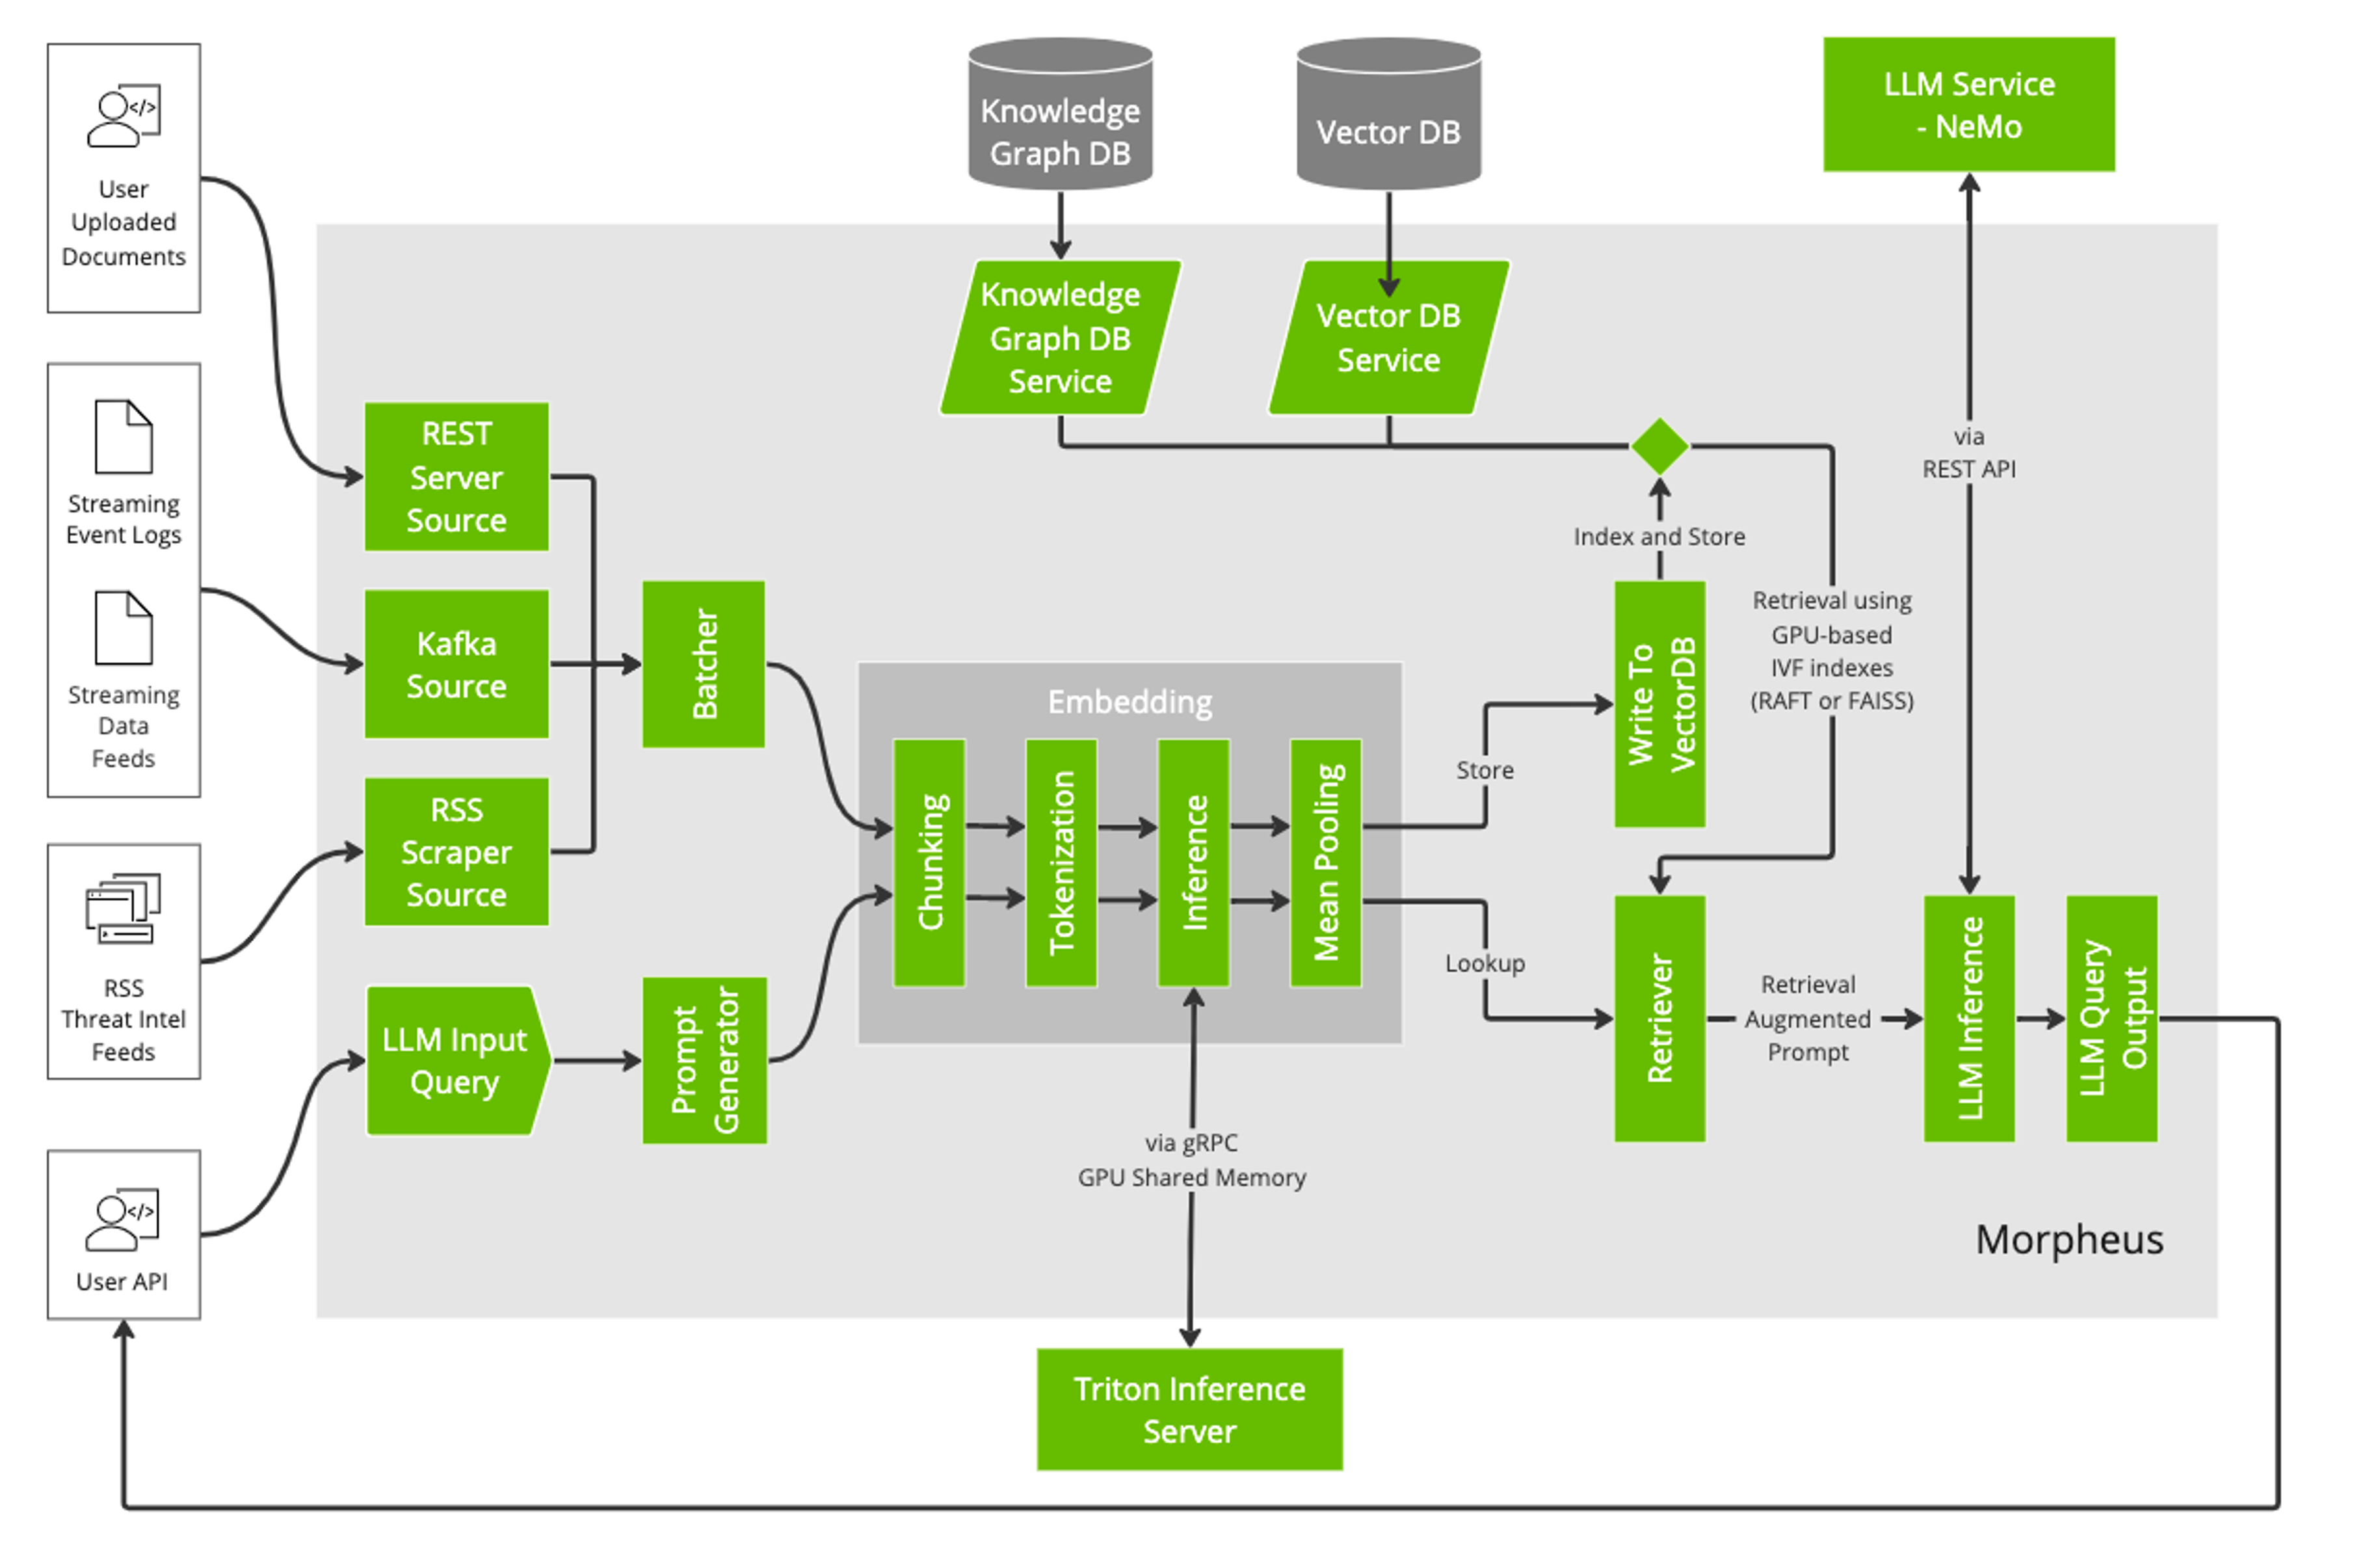 User
Uploaded
Documents
Streaming
Event Logs
Streaming
Data
Feeds
RSS
Threat Intel
Feeds
User API
REST
Server
Source
Kafka
Source
RSS
Scraper
Source
LLM Input
Query
Batcher
Prompt
Generator
Embedding
Chunking
Tokenization
Inference
Mean Pooling
via gRPC
GPU Shared Memory
Triton Inference
Server
Knowledge
Graph DB
Vector DB
Knowledge
Graph DB
Service
Vector DB
Service
Store
Lookup
Index and Store
Write To
VectorDB
Retrieval using
GPU-based
IVF indexes
(RAFT or FAISS)
Retriever
Retrieval
Augmented
Prompt
LLM Service
- NeMo
via
REST API
LLM Inference
LLM Query
Output
Morpheus